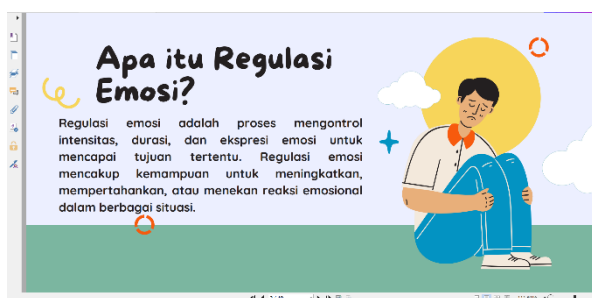 Apa itu Regulasi
Emosi?
Regulasi emosi adalah proses mengontrol
intensitas, durasi, dan ekspresi emosi untuk
mencapai tujuan tertentu. Regulasi emosi
mencakup kemampuan untuk meningkatkan,
mempertahankan, atau menekan reaksi emosional
dalam berbagai situasi.